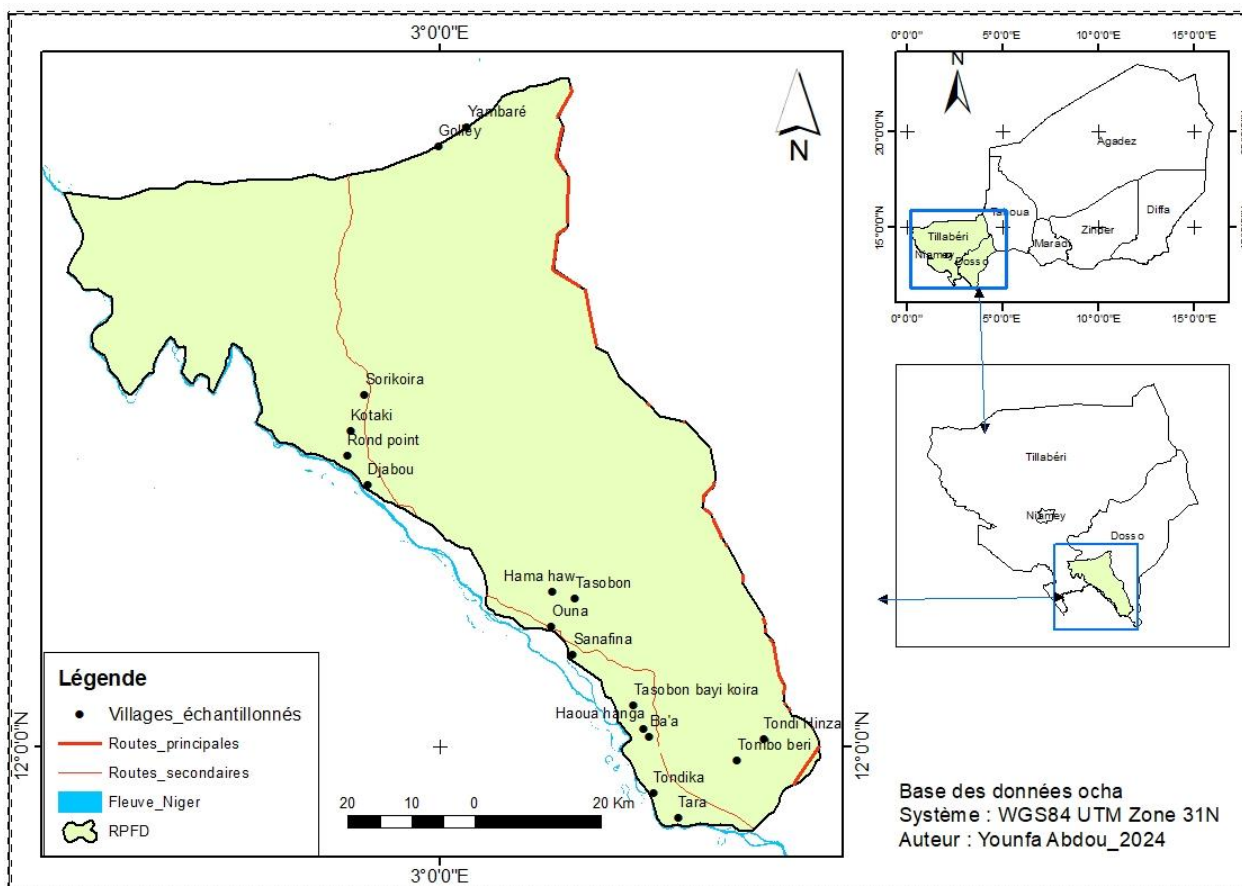 3°0'0"E
N
Yambaré
Golley
Sorikoira
Kotaki
Rond point
Djabou
Hama haw
Tasobon
Ouna
Sanafina
Tasobon bayi koira
Haoua hanga
Ba'a
Tondi Hinza
Tombo beri
Tondika
Tara
12°0'0"N
12°0'0"N
Légende
Villages_échantillonnés
Routes_principales
Routes_secondaires
Fleuve_Niger
RPFD
20 10 0 20 Km
3°0'0"E
0°0'0"E 5°0'0"E 10°0'0"E 15°0'0"E
N
20°0'0"N
15°0'0"N
Agadez
Tahoua
Diffa
Zinder
Maradi
Tillabéri
Niamey
Dosso
0°0'0"E 5°0'0"E 10°0'0"E 15°0'0"E
Tillabéri
Niamey
Dosso
Base des données ocha
Système : WGS84 UTM Zone 31N
Auteur : Younfa Abdou_2024